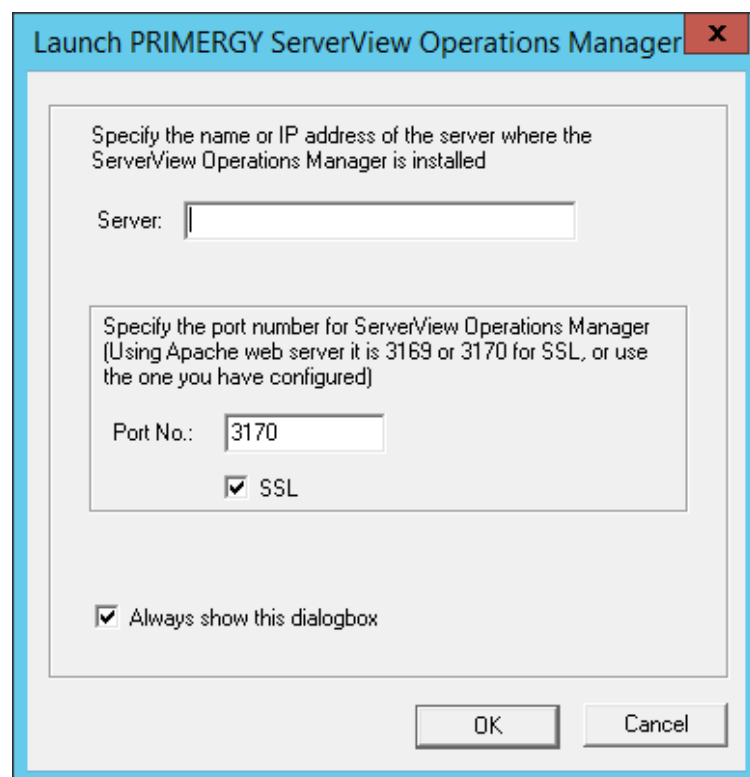 Launch PRIMERGY ServerView Operations Manager
x
Specify the name or IP address of the server where the
ServerView Operations Manager is installed
Server:
Specify the port number for ServerView Operations Manager
(Using Apache web server it is 3169 or 3170 for SSL, or use
the one you have configured)
Port No.: 3170
SSL
Always show this dialogbox
OK Cancel